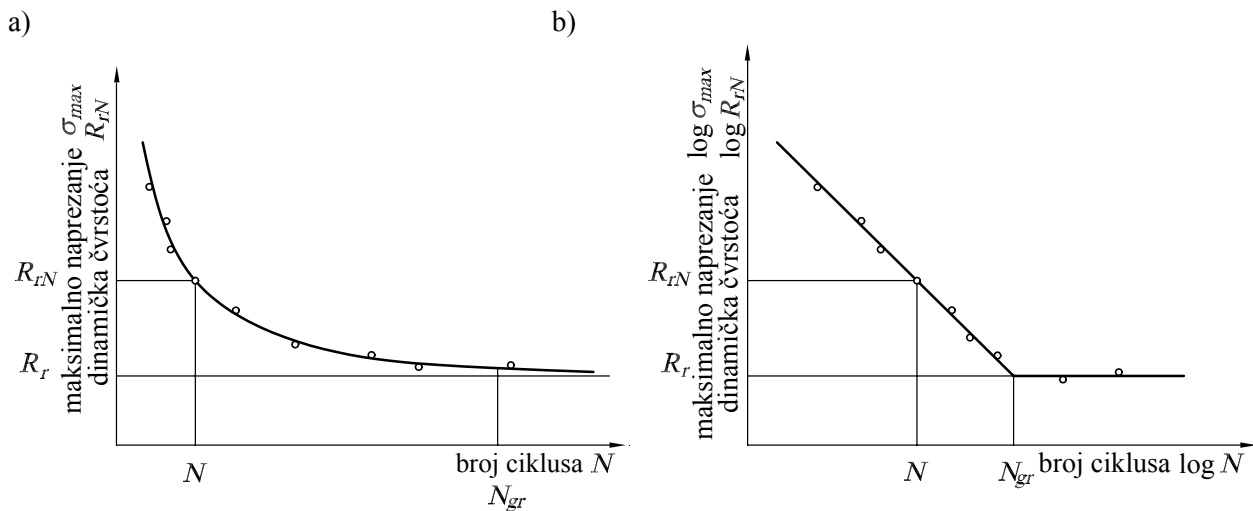 a)
maksimalno naprezanje σmax
dinamička čvrstoća RrN
RrN
Rr
N
broj ciklusa N
Ngr
b)
maksimalno naprezanje log σmax
dinamička čvrstoća log RrN
RrN
Rr
N
Ngr
broj ciklusa log N